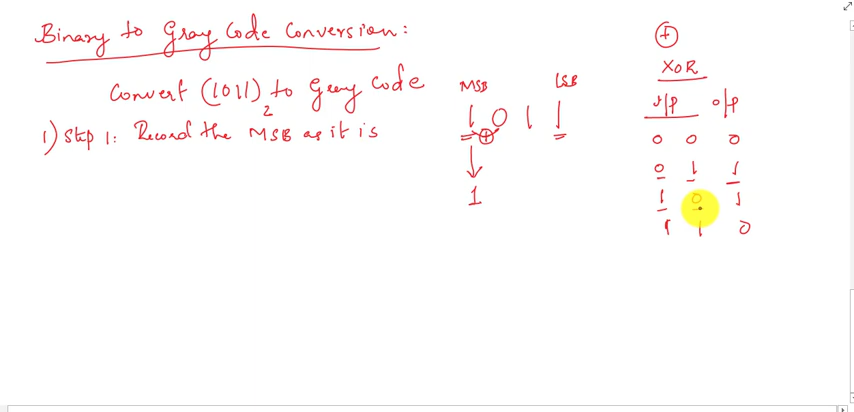 Binary to Gray Code Conversion:
Convert (1011)2 to Gray Code
1) Step 1: Record the MSB as it is
MSB LSB
1 0 1 1
⊕
1
⊕
XOR
i/p o/p
0 0 0
0 1 1
1 0 1
1 1 0